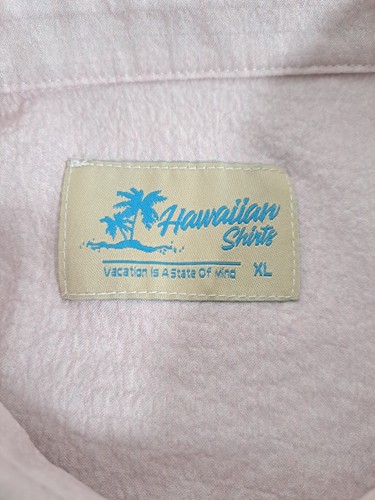 Hawaiian
Shirts
Vacation Is A State Of Mind
XL